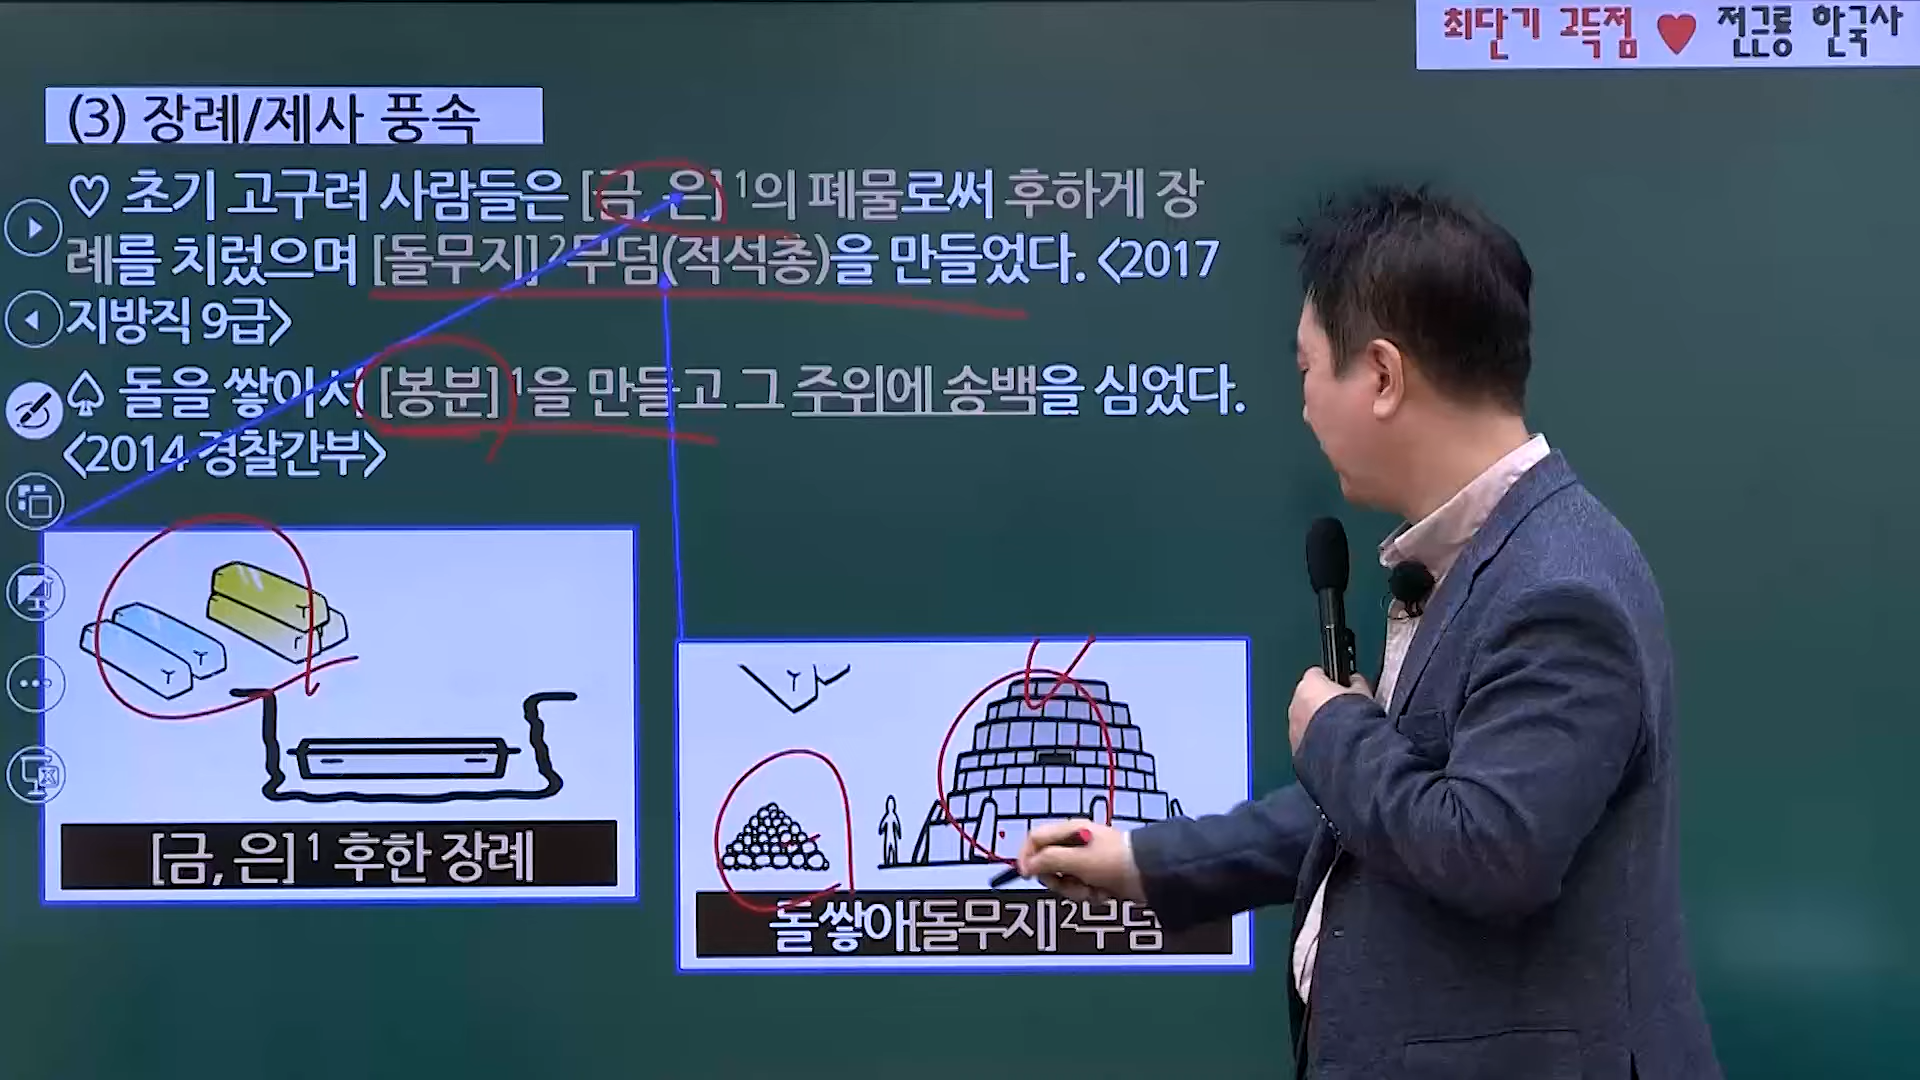 최단기 고득점 ♥ 전근룡 한국사
(3) 장례/제사 풍속
♡ 초기 고구려 사람들은 [금, 은] ¹의 폐물로써 후하게 장
례를 치렀으며 [돌무지] ²무덤(적석총)을 만들었다. <2017
지방직 9급>
♤ 돌을 쌓아서 [봉분] ¹을 만들고 그 주위에 송백을 심었다.
<2014 경찰간부>
[금, 은] ¹ 후한 장례
돌 쌓아[돌무지]²무덤